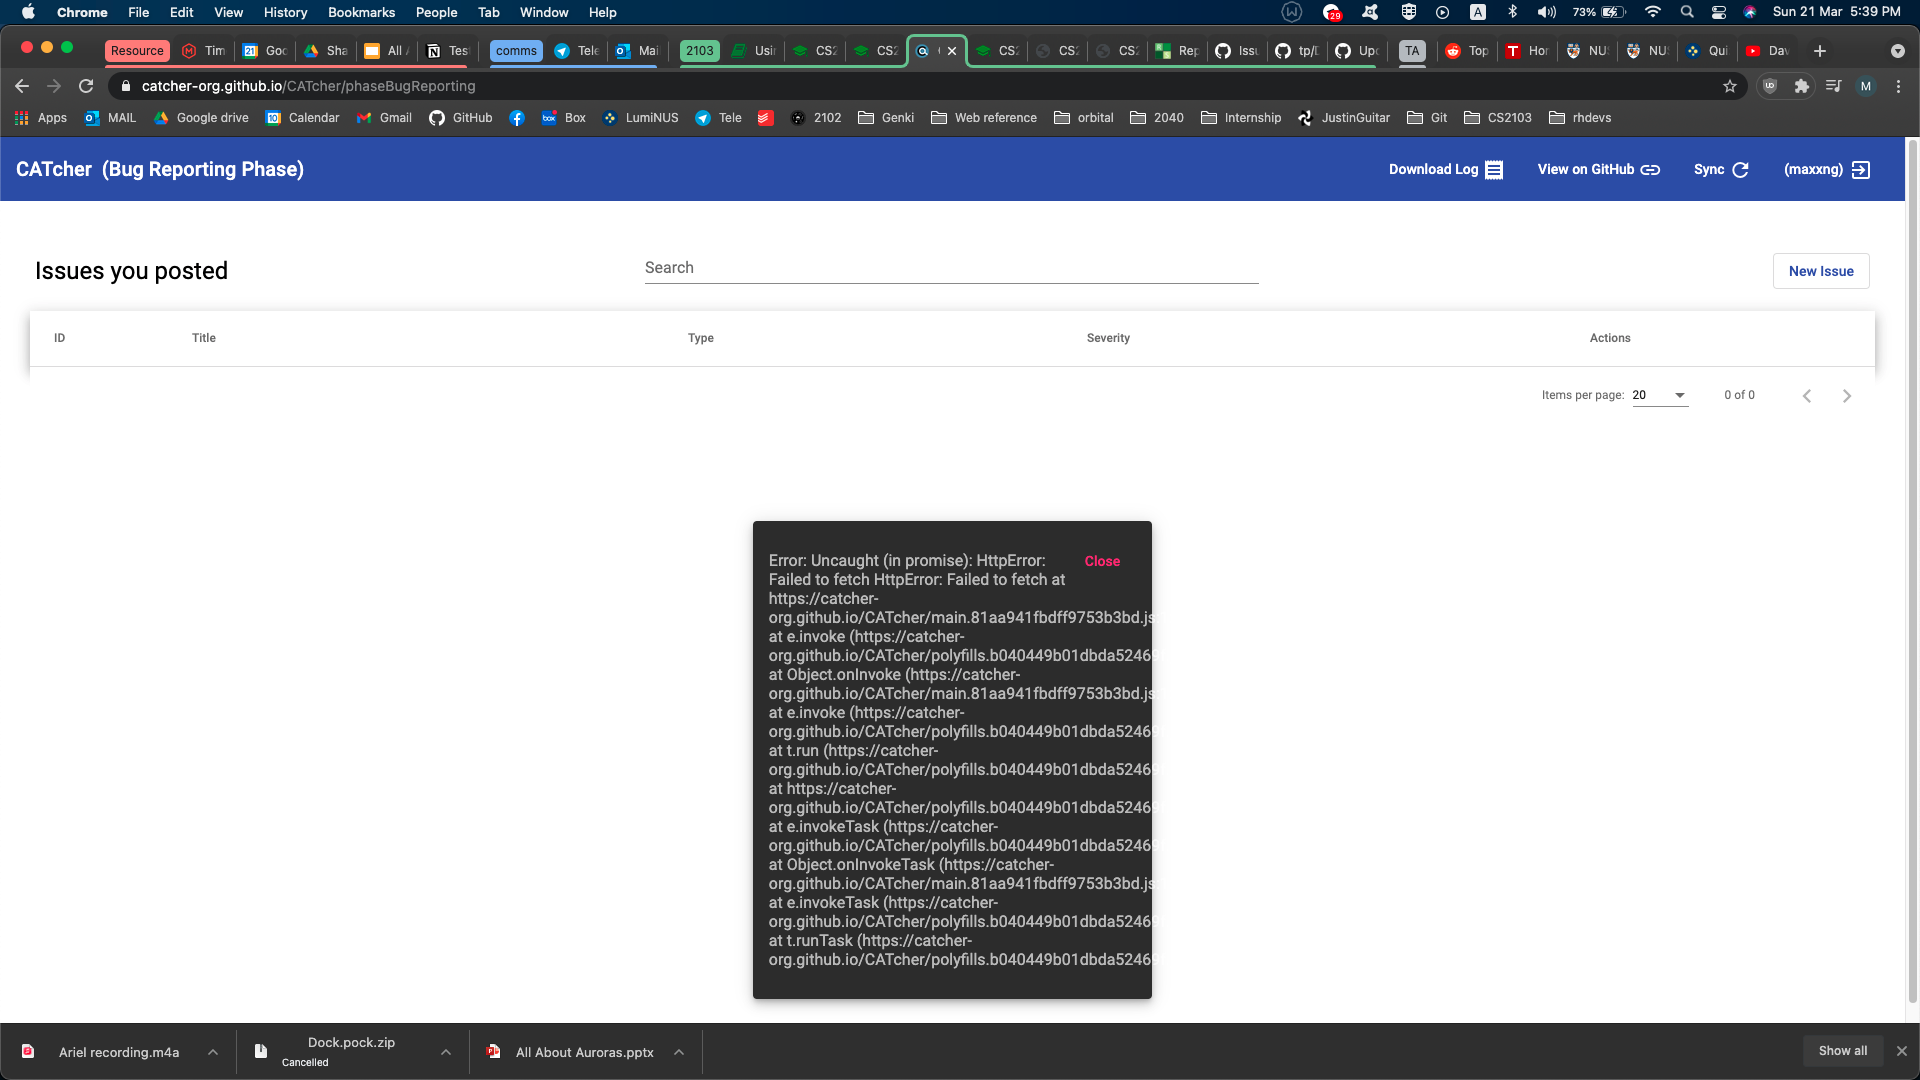 Chrome File Edit View History Bookmarks People Tab Window Help 29 A 73% Sun 21 Mar 5:39 PM
Resource Tim 21 Goo Sha All A Tes comms Tele Mai 2103 Usin CS2 CS2 CS2 CS2 CS2 Rep Issu tp/D Upd TA Top Hor NUS NUS Qui Dav
catcher-org.github.io/CATcher/phaseBugReporting M
Apps MAIL Google drive 10 Calendar Gmail GitHub box Box LumiNUS Tele 2102 Genki Web reference orbital 2040 Internship JustinGuitar Git CS2103 rhdevs
CATcher (Bug Reporting Phase) Download Log View on GitHub Sync (maxxng)
Issues you posted Search New Issue
ID Title Type Severity Actions
Items per page: 20 0 of 0
Error: Uncaught (in promise): HttpError: Close
Failed to fetch HttpError: Failed to fetch at
https://catcher-
org.github.io/CATcher/main.81aa941fbdff9753b3bd.js
at e.invoke (https://catcher-
org.github.io/CATcher/polyfills.b040449b01dbda5246
at Object.onInvoke (https://catcher-
org.github.io/CATcher/main.81aa941fbdff9753b3bd.js
at e.invoke (https://catcher-
org.github.io/CATcher/polyfills.b040449b01dbda5246
at t.run (https://catcher-
org.github.io/CATcher/polyfills.b040449b01dbda5246
at https://catcher-
org.github.io/CATcher/polyfills.b040449b01dbda5246
at e.invokeTask (https://catcher-
org.github.io/CATcher/polyfills.b040449b01dbda5246
at Object.onInvokeTask (https://catcher-
org.github.io/CATcher/main.81aa941fbdff9753b3bd.js
at e.invokeTask (https://catcher-
org.github.io/CATcher/polyfills.b040449b01dbda5246
at t.runTask (https://catcher-
org.github.io/CATcher/polyfills.b040449b01dbda5246
Ariel recording.m4a Dock.pock.zip All About Auroras.pptx Show all
Cancelled